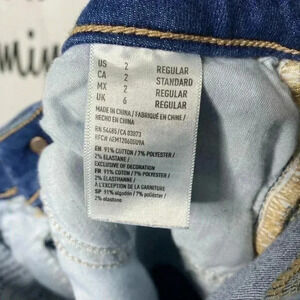 min
US 2 REGULAR
CA 2 STANDARD
MX 2 REGULAR
UK 6 REGULAR
MADE IN CHINA / FABRIQUÉ EN CHINE /
HECHO EN CHINA
RN 54485/CA 03073
EN 91% COTTON / 7% POLYESTER /
2% ELASTANE /
EXCLUSIVE OF DECORATION
FR 91% COTON / 7% POLYESTER /
2% ÉLASTHANNE /
À L'EXCEPTION DE LA GARNITURE
SP 91% algodón / 7% poliéster /
2% elastano